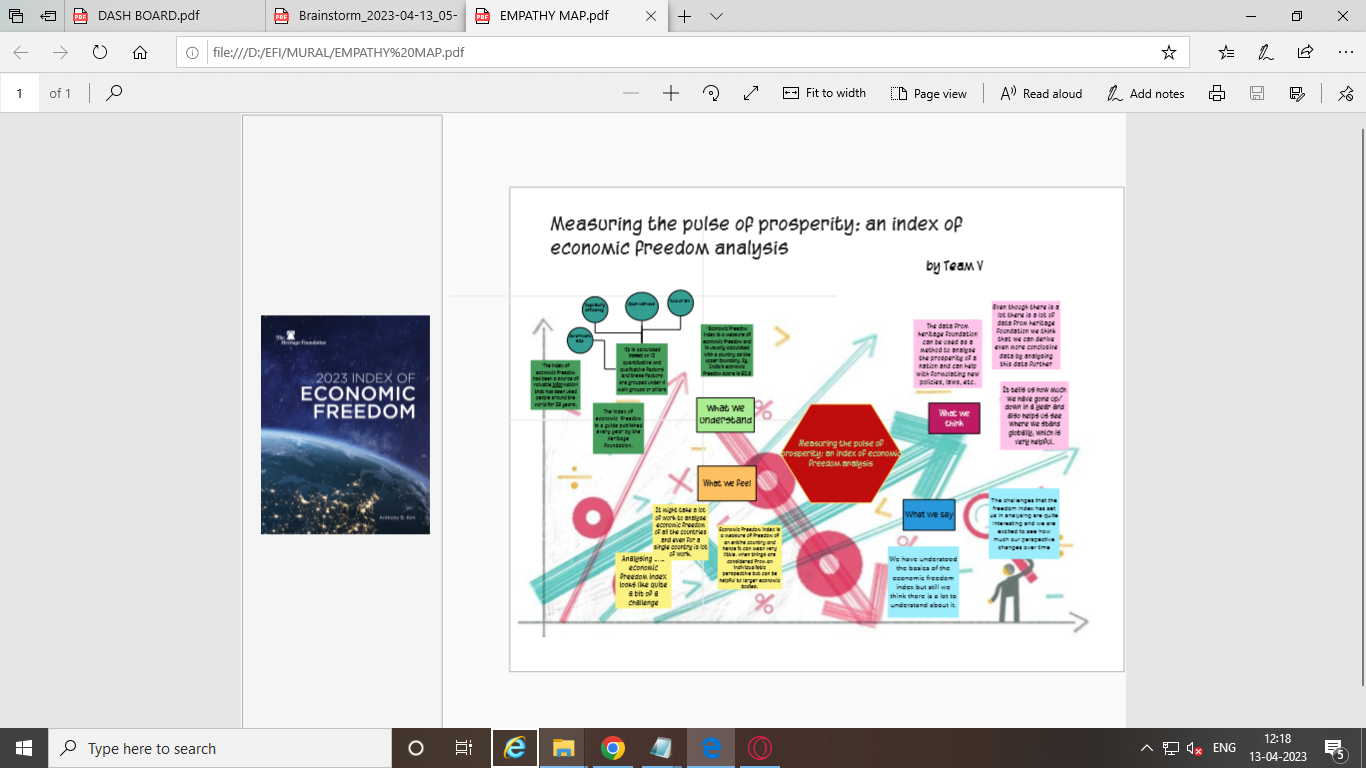 DASH BOARD.pdf
Brainstorm_2023-04-13_05-
EMPATHY MAP.pdf
file:///D:/EFI/MURAL/EMPATHY%20MAP.pdf
1
of 1
Fit to width
Page view
Read aloud
Add notes
The
Heritage Foundation
2023 INDEX OF
ECONOMIC
FREEDOM
Anthony B. Kim
Measuring the pulse of prosperity: an index of
economic freedom analysis
by Team V
Regulatory
efficiency
Open markets
Rule of law
Government
size
The index of
economic freedom
has been a source of
valuable information
that has been used
people around the
world for 29 years.
It is calculated
based on 12
quantitative and
qualitative factors
and these factors
are grouped under 4
main groups or pillars
Economic freedom
index is a measure of
economic freedom and
is usually calculated
with a country as the
upper boundary. Eg.
India's economic
freedom score is 52.9
The index of
economic freedom
is a guide published
every year by the
Heritage
Foundation.
What we
understand
What we feel
It might take a lot
of work to analyse
economic freedom
of all the countries
and even for a
single country is lot
of work.
Analysing
economic
freedom index
looks like quite
a bit of a
challenge
Economic freedom index is
a measure of freedom of
an entire country and
hence it can mean very
little when things are
considered from an
individualistic
perspective but can be
helpful to larger economic
bodies.
Measuring the pulse of
prosperity: an index of economic
freedom analysis
The data from
heritage foundation
can be used as a
method to analyse
the prosperity of a
nation and can help
with formulating new
policies, laws, etc.
Even though there is a
lot there is a lot of
data from heritage
foundation we think
that we can derive
even more conclusive
data by analysing
this data further
It tells us how much
we have gone up/
down in a year and
also helps us see
where we stand
globally, which is
very helpful.
What we
think
What we say
The challenges that the
freedom index has set
us in analysing are quite
interesting and we are
excited to see how
much our perspective
changes over time
We have understood
the basics of the
economic freedom
index but still we
think there is a lot to
understand about it.
Type here to search
ENG
12:18
13-04-2023
5